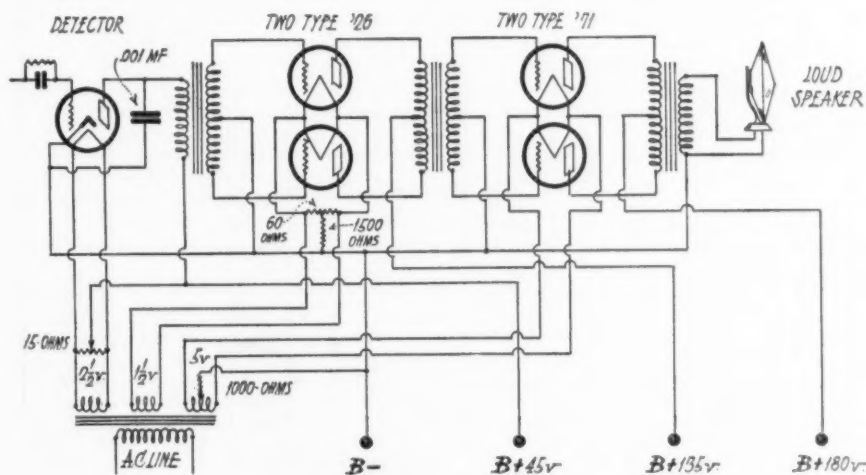 DETECTOR
TWO TYPE '26
TWO TYPE '71
.001 MF
LOUD
SPEAKER
60
OHMS
1500
OHMS
15-OHMS
2½v.
1½v
5v
1000-OHMS
A.C. LINE
B-
B+45v
B+135v
B+180v